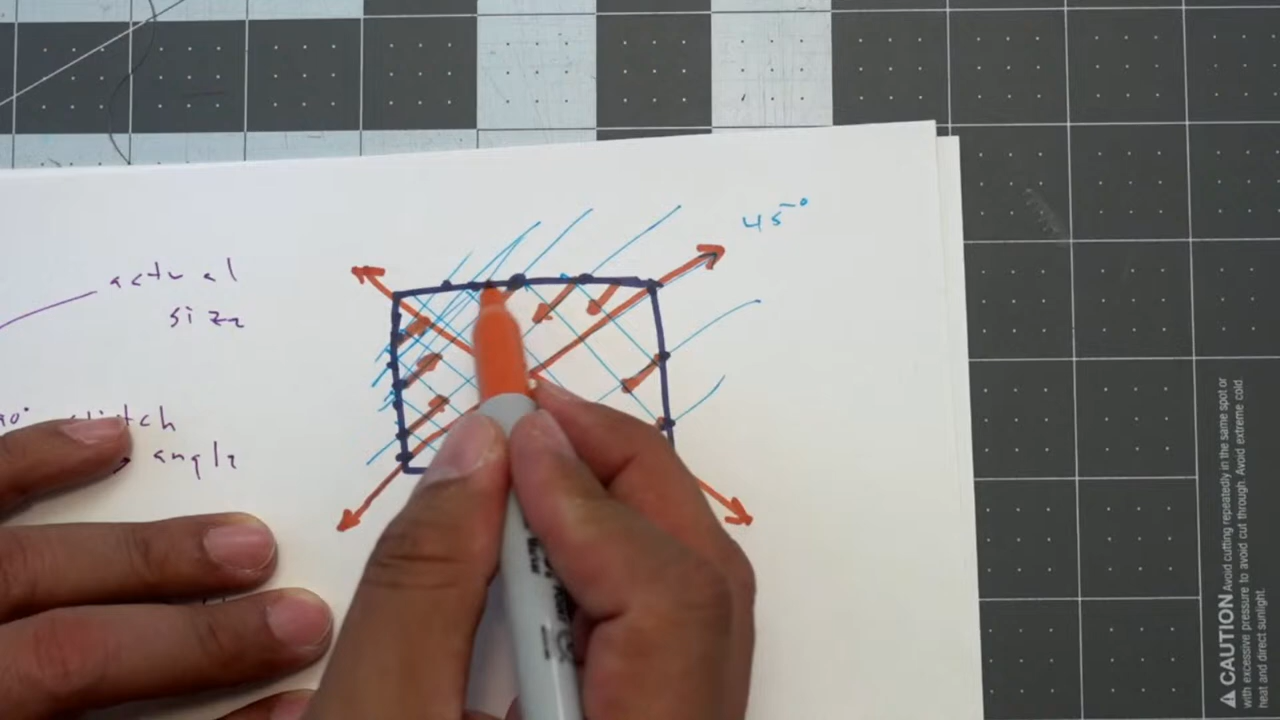 45°
actual
size
90° stitch
angle
⚠ CAUTION Avoid cutting repeatedly in the same spot or
with excessive pressure to avoid cut through. Avoid extreme cold.
heat and direct sunlight.